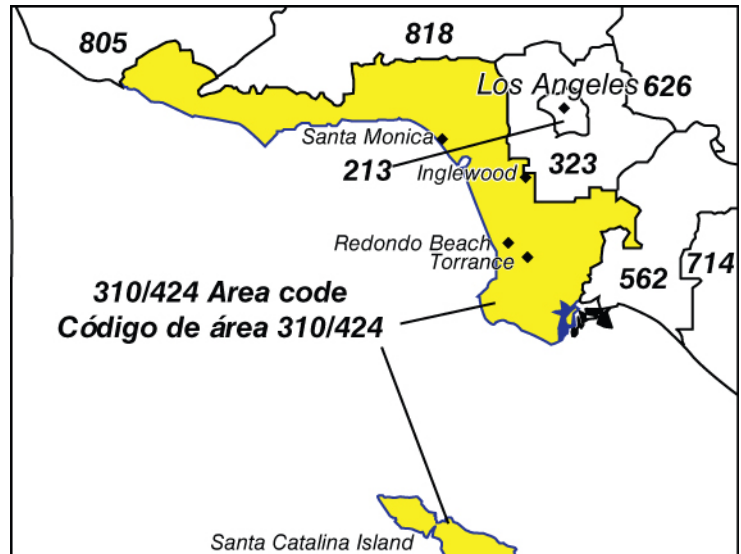 805
818
Los Angeles
626
Santa Monica
213
Inglewood
323
Redondo Beach
Torrance
562
714
310/424 Area code
Código de área 310/424
Santa Catalina Island